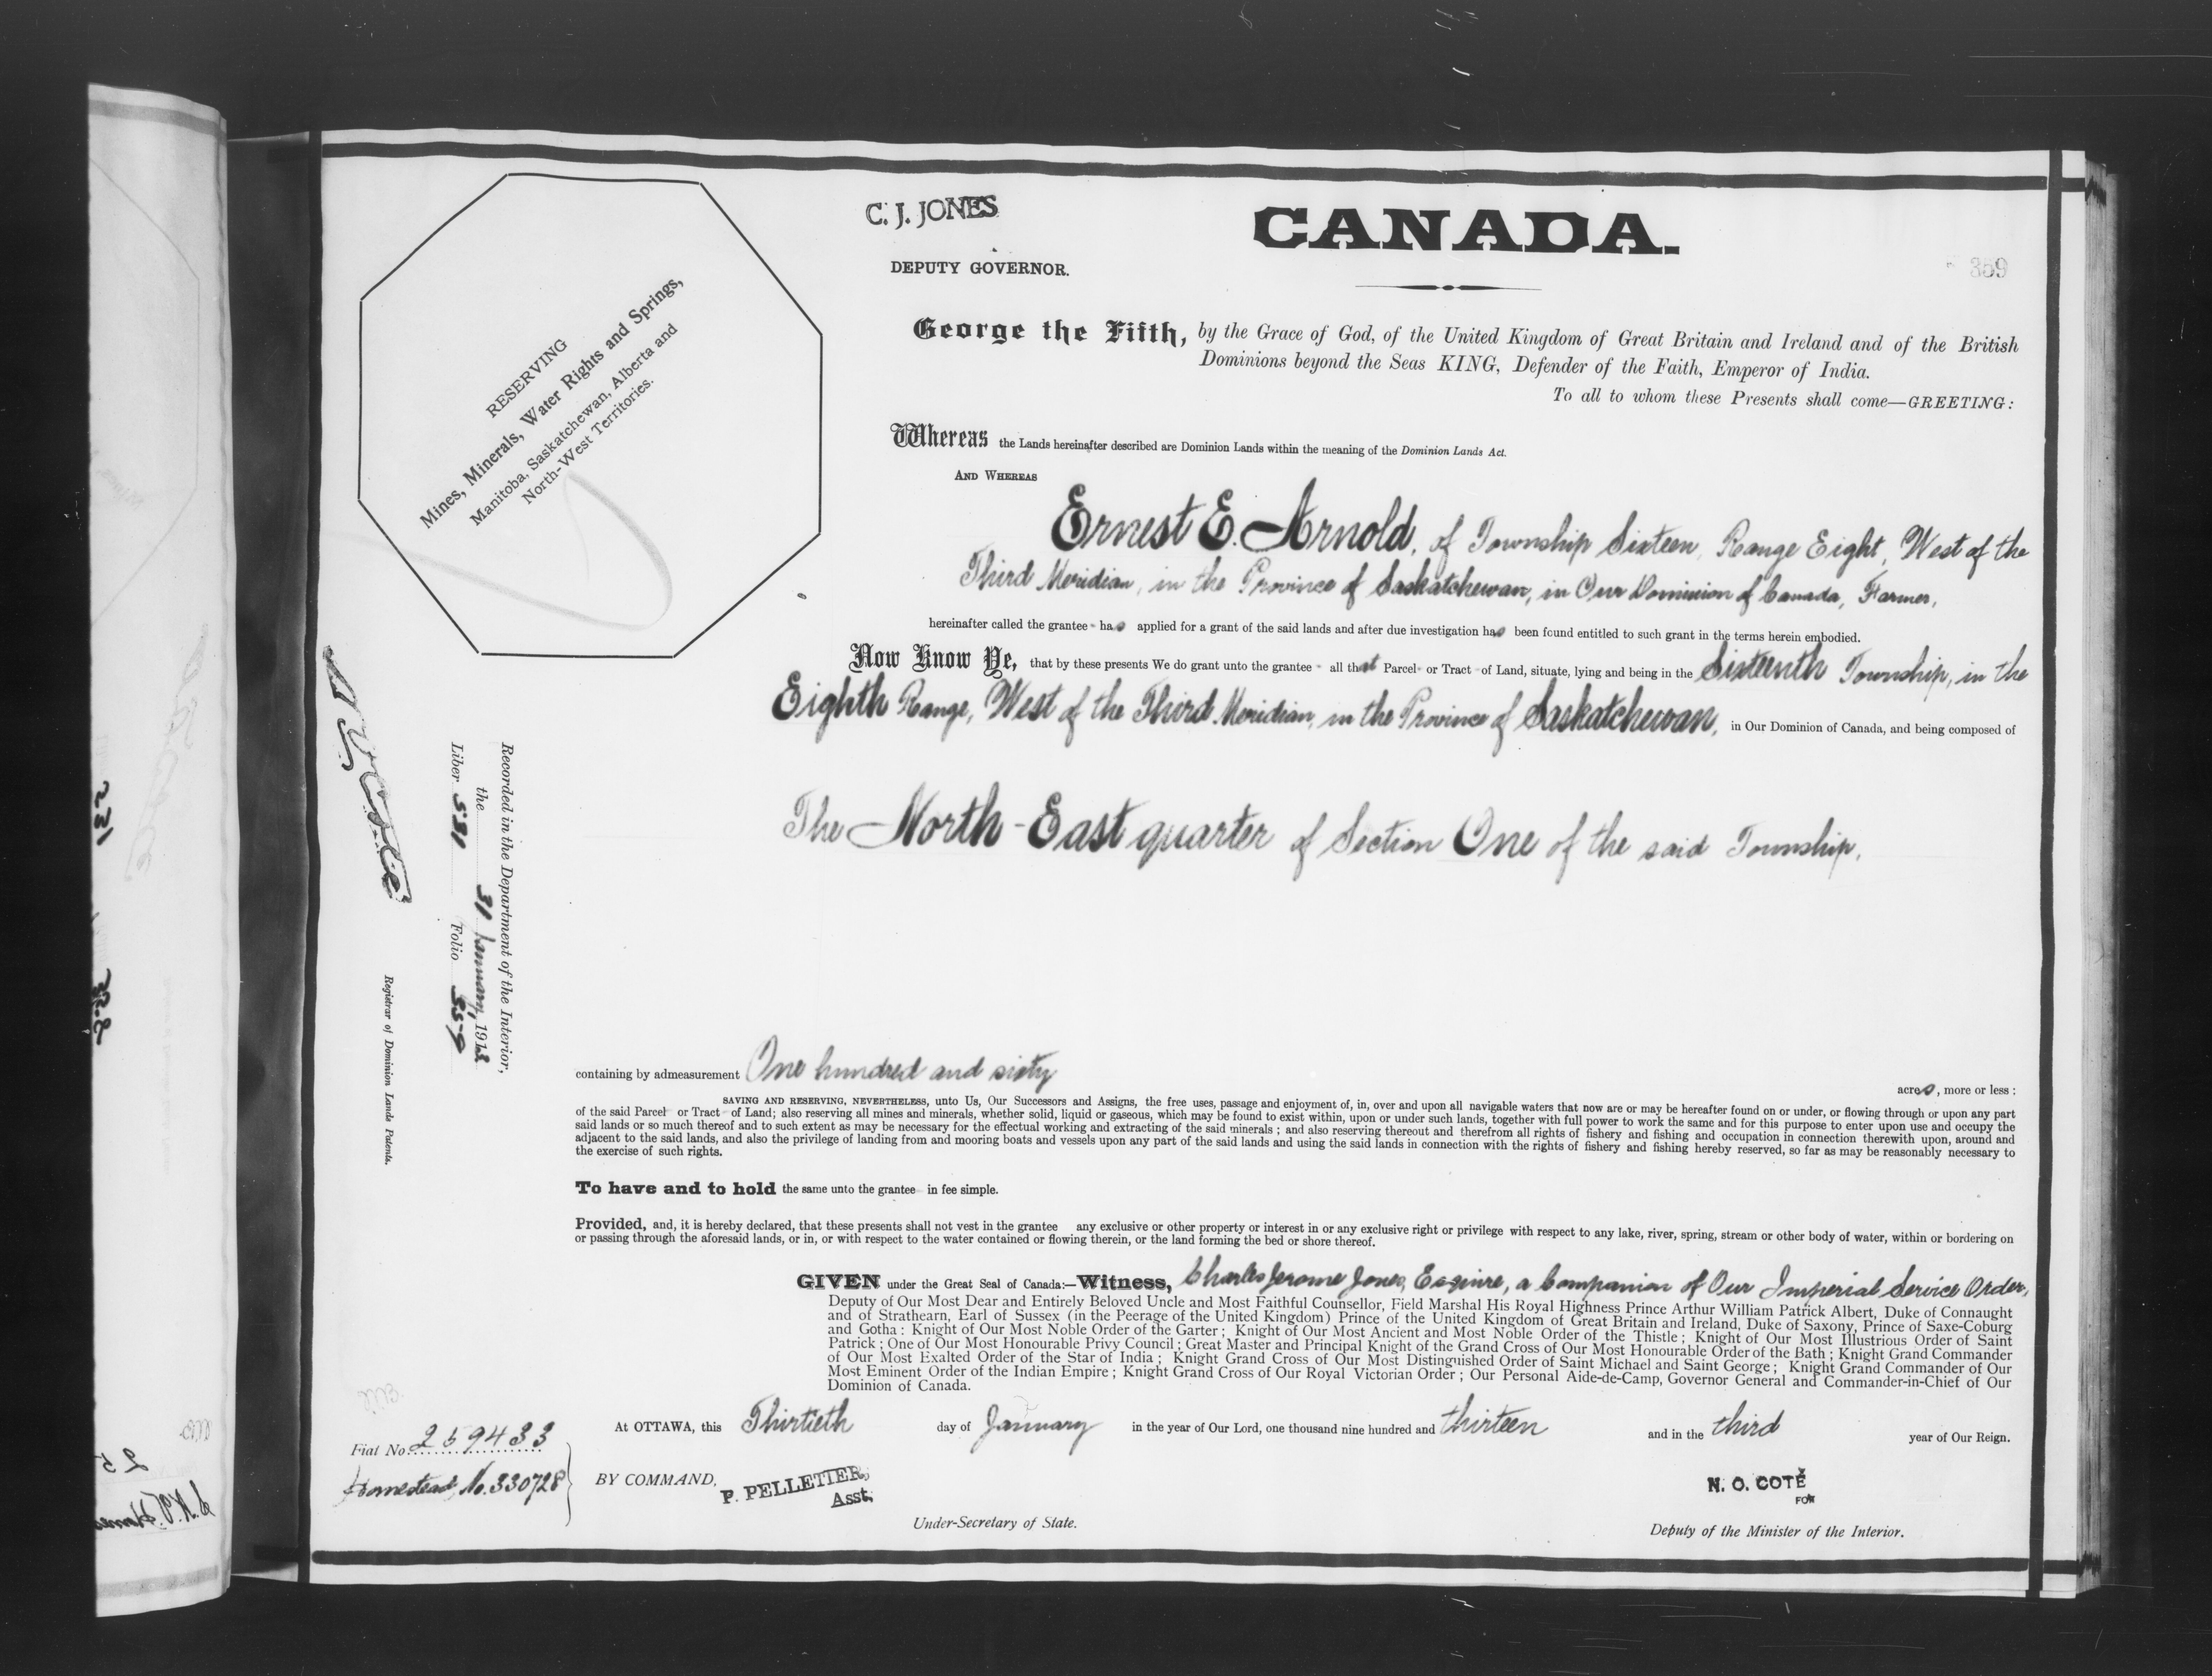 C. J. JONES
DEPUTY GOVERNOR.
CANADA.
359
RESERVING
Mines, Minerals, Water Rights and Springs,
Manitoba, Saskatchewan, Alberta and
North-West Territories.
George the Fifth, by the Grace of God, of the United Kingdom of Great Britain and Ireland and of the British
Dominions beyond the Seas KING, Defender of the Faith, Emperor of India.
To all to whom these Presents shall come—GREETING:
Whereas the Lands hereinafter described are Dominion Lands within the meaning of the Dominion Lands Act.
AND WHEREAS
Ernest E. Arnold, of Township Sixteen, Range Eight, West of the
Third Meridian, in the Province of Saskatchewan, in Our Dominion of Canada, Farmer,
hereinafter called the grantee has applied for a grant of the said lands and after due investigation has been found entitled to such grant in the terms herein embodied.
Now Know Ye, that by these presents We do grant unto the grantee all that Parcel or Tract of Land, situate, lying and being in the Sixteenth Township, in the
Eighth Range, West of the Third Meridian, in the Province of Saskatchewan, in Our Dominion of Canada, and being composed of
The North-East quarter of Section One of the said Township,
Recorded in the Department of the Interior,
the 31 January, 1913
Liber 531 Folio 359
N. O. Coté
Registrar of Dominion Lands Patents.
containing by admeasurement One hundred and sixty acres, more or less :
SAVING AND RESERVING, NEVERTHELESS, unto Us, Our Successors and Assigns, the free uses, passage and enjoyment of, in, over and upon all navigable waters that now are or may be hereafter found on or under, or flowing through or upon any part
of the said Parcel or Tract of Land; also reserving all mines and minerals, whether solid, liquid or gaseous, which may be found to exist within, upon or under such lands, together with full power to work the same and for this purpose to enter upon use and occupy the
said lands or so much thereof and to such extent as may be necessary for the effectual working and extracting of the said minerals ; and also reserving thereout and therefrom all rights of fishery and fishing and occupation in connection therewith upon, around and
adjacent to the said lands, and also the privilege of landing from and mooring boats and vessels upon any part of the said lands and using the said lands in connection with the rights of fishery and fishing hereby reserved, so far as may be reasonably necessary to
the exercise of such rights.
To have and to hold the same unto the grantee in fee simple.
Provided, and, it is hereby declared, that these presents shall not vest in the grantee any exclusive or other property or interest in or any exclusive right or privilege with respect to any lake, river, spring, stream or other body of water, within or bordering on
or passing through the aforesaid lands, or in, or with respect to the water contained or flowing therein, or the land forming the bed or shore thereof.
GIVEN under the Great Seal of Canada:—Witness, Charles Jerome Jones, Esquire, a Companion of Our Imperial Service Order,
Deputy of Our Most Dear and Entirely Beloved Uncle and Most Faithful Counsellor, Field Marshal His Royal Highness Prince Arthur William Patrick Albert, Duke of Connaught
and of Strathearn, Earl of Sussex (in the Peerage of the United Kingdom) Prince of the United Kingdom of Great Britain and Ireland, Duke of Saxony, Prince of Saxe-Coburg
and Gotha : Knight of Our Most Noble Order of the Garter ; Knight of Our Most Ancient and Most Noble Order of the Thistle ; Knight of Our Most Illustrious Order of Saint
Patrick ; One of Our Most Honourable Privy Council ; Great Master and Principal Knight of the Grand Cross of Our Most Honourable Order of the Bath ; Knight Grand Commander
of Our Most Exalted Order of the Star of India ; Knight Grand Cross of Our Most Distinguished Order of Saint Michael and Saint George ; Knight Grand Commander of Our
Most Eminent Order of the Indian Empire ; Knight Grand Cross of Our Royal Victorian Order ; Our Personal Aide-de-Camp, Governor General and Commander-in-Chief of Our
Dominion of Canada.
At OTTAWA, this Thirtieth day of January in the year of Our Lord, one thousand nine hundred and thirteen and in the third year of Our Reign.
Fiat No. 259433
Homestead, No. 330728
BY COMMAND, P. PELLETIER,
Asst.
Under-Secretary of State.
N. O. COTÉ
FOR
Deputy of the Minister of the Interior.
231